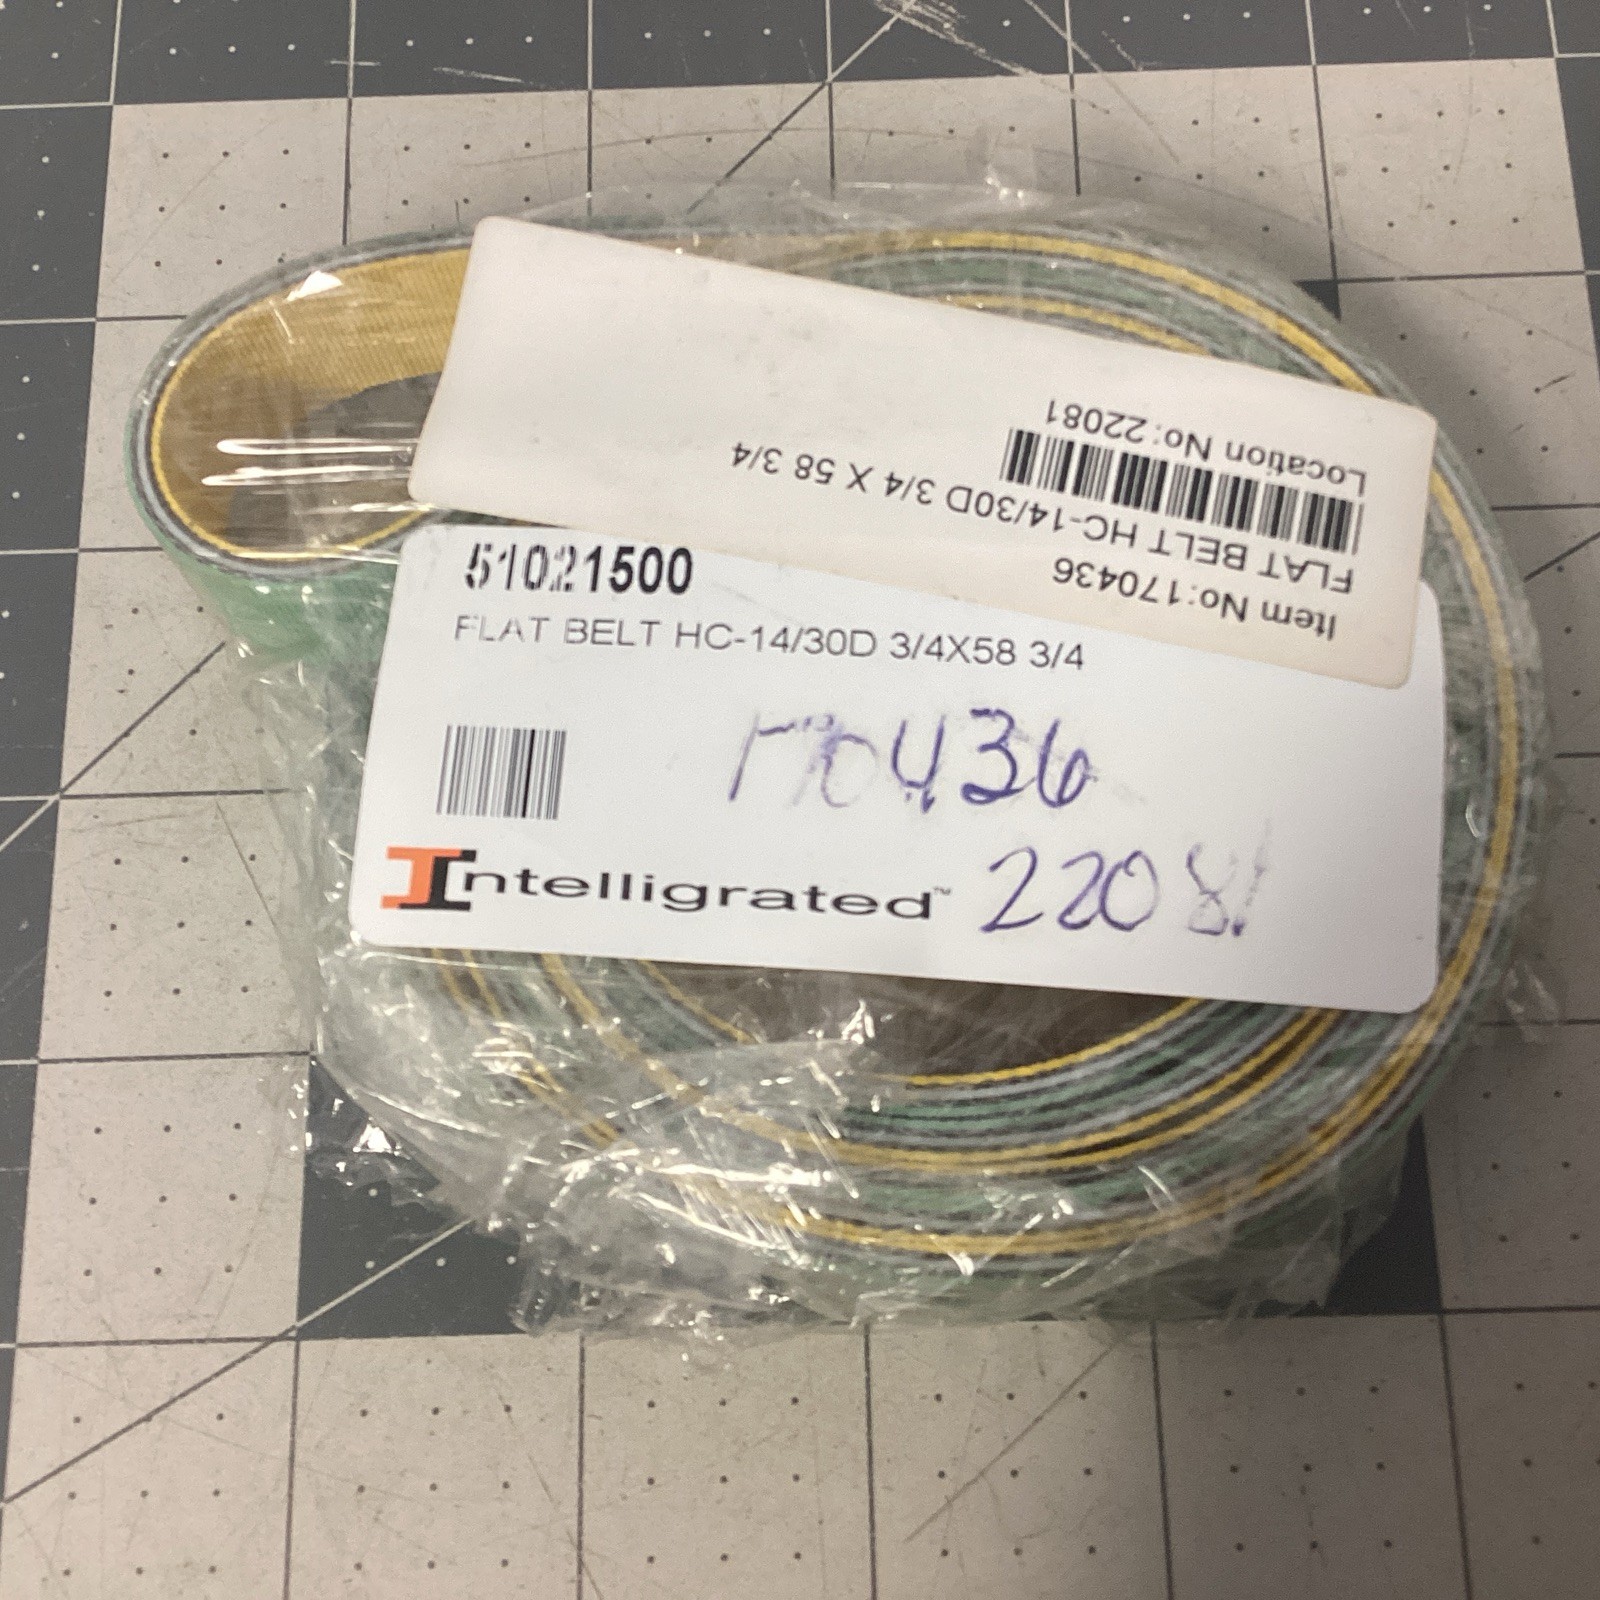 Item No:170436
FLAT BELT HC-14/30D 3/4 X 58 3/4
Location No:22081
51021500
FLAT BELT HC-14/30D 3/4X58 3/4
170436
Intelligrated™
22081